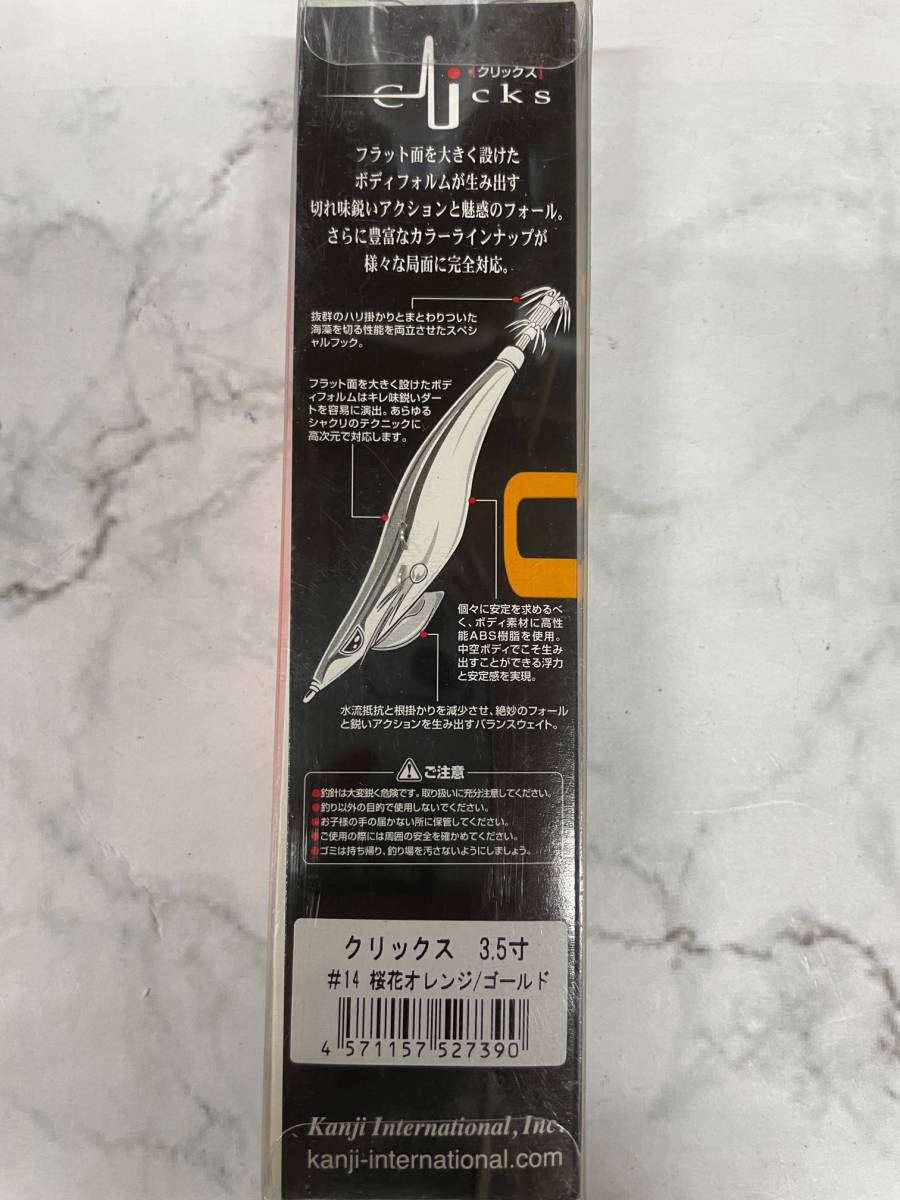 clicks
[クリックス]
フラット面を大きく設けた
ボディフォルムが生み出す
切れ味鋭いアクションと魅惑のフォール。
さらに豊富なカラーラインナップが
様々な局面に完全対応。
抜群のハリ掛かりとまとわりついた
海藻を切る性能を両立させたスペシ
ャルフック。
フラット面を大きく設けたボデ
ィフォルムはキレ味鋭いダー
トを容易に演出。あらゆる
シャクリのテクニックに
高次元で対応します。
個々に安定を求めるべ
く、ボディ素材に高性
能ABS樹脂を使用。
中空ボディでこそ生み
出すことができる浮力
と安定感を実現。
水流抵抗と根掛かりを減少させ、絶妙のフォール
と鋭いアクションを生み出すバランスウェイト。
ご注意
●釣針は大変鋭く危険です。取り扱いに充分注意してください。
●釣り以外の目的で使用しないでください。
●お子様の手の届かない所に保管してください。
●ご使用の際には周囲の安全を確かめてください。
●ゴミは持ち帰り、釣り場を汚さないようにしましょう。
クリックス 3.5寸
#14 桜花オレンジ/ゴールド
4 571157 527390
Kanji International, Inc.
kanji-international.com